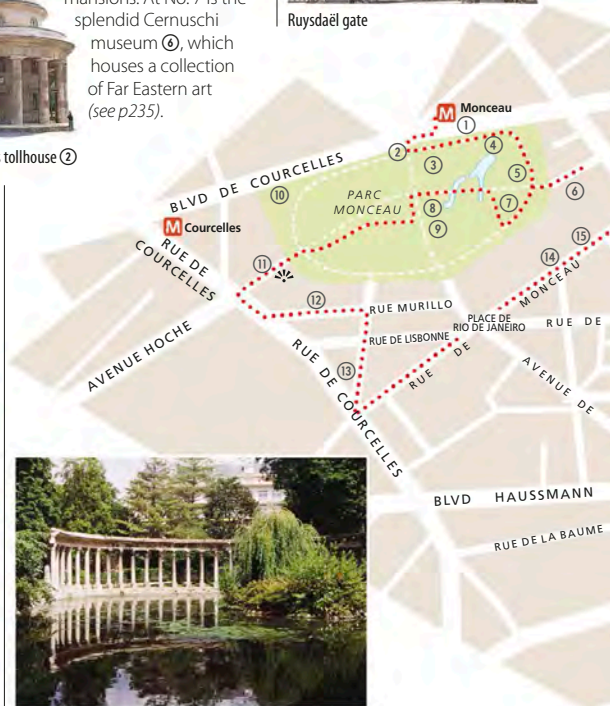 mansions. At No. 7 is the
splendid Cernuschi
museum ⑥, which
houses a collection
of Far Eastern art
(see p235).
tollhouse ②
Ruysdaël gate
M Monceau
①
②
③
④
⑤
⑥
⑦
⑧
⑨
⑩
PARC
MONCEAU
BLVD DE COURCELLES
M Courcelles
RUE DE
COURCELLES
⑪
⑫
⑬
⑭
⑮
RUE MURILLO
RUE DE LISBONNE
PLACE DE
RIO DE JANEIRO
RUE DE
MONCEAU
RUE DE
AVENUE HOCHE
RUE DE COURCELLES
AVENUE DE
BLVD HAUSSMANN
RUE DE LA BAUME